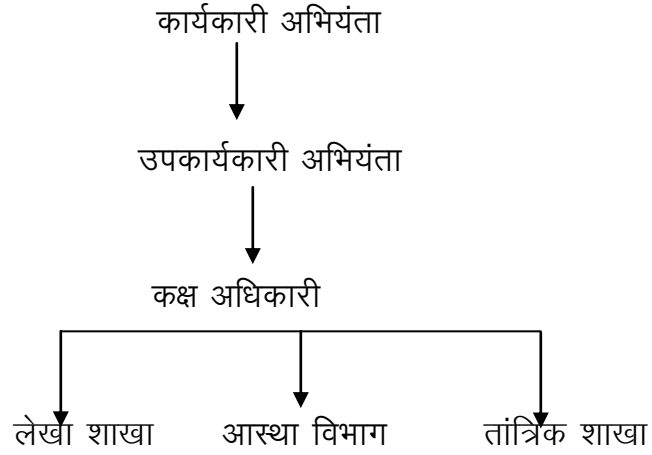 कार्यकारी अभियंता
उपकार्यकारी अभियंता
कक्ष अधिकारी
लेखा शाखा आस्था विभाग तांत्रिक शाखा